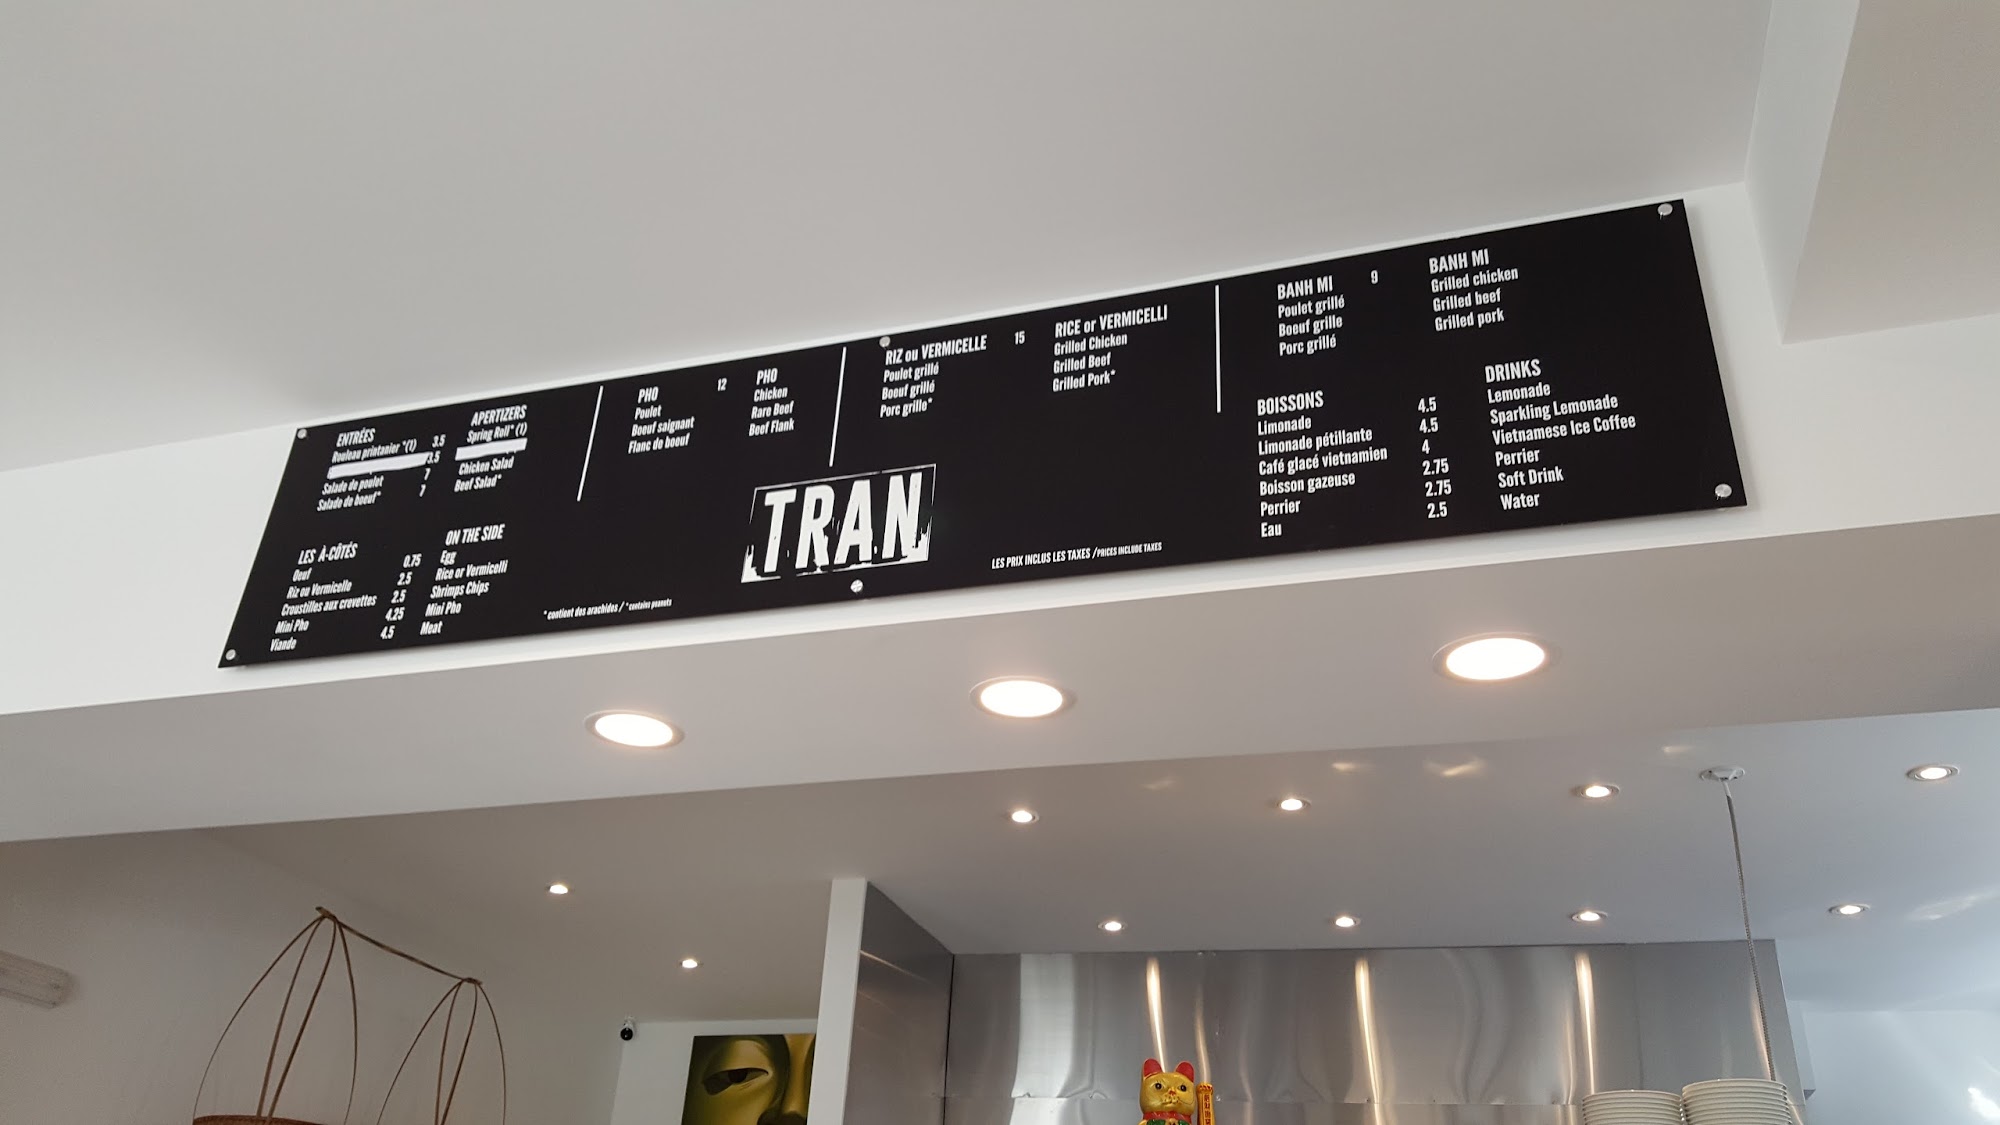 ENTRÉES
Rouleau printanier *(1) 3.5
3.5
Salade de poulet 7
Salade de boeuf* 7
APERTIZERS
Spring Roll* (1)
Chicken Salad
Beef Salad*
LES À-CÔTÉS
Oeuf 0.75
Riz ou Vermicelle 2.5
Croustilles aux crevettes 2.5
Mini Pho 4.25
Viande 4.5
ON THE SIDE
Egg
Rice or Vermicelli
Shrimps Chips
Mini Pho
Meat
PHO 12
Poulet
Boeuf saignant
Flanc de boeuf
PHO
Chicken
Rare Beef
Beef Flank
* contient des arachides / * contains peanuts
TRAN
RIZ ou VERMICELLE 15
Poulet grillé
Boeuf grillé
Porc grille*
RICE or VERMICELLI
Grilled Chicken
Grilled Beef
Grilled Pork*
LES PRIX INCLUS LES TAXES / PRICES INCLUDE TAXES
BANH MI 9
Poulet grillé
Boeuf grille
Porc grillé
BANH MI
Grilled chicken
Grilled beef
Grilled pork
BOISSONS
Limonade 4.5
Limonade pétillante 4.5
Café glacé vietnamien 4
Boisson gazeuse 2.75
Perrier 2.75
Eau 2.5
DRINKS
Lemonade
Sparkling Lemonade
Vietnamese Ice Coffee
Perrier
Soft Drink
Water